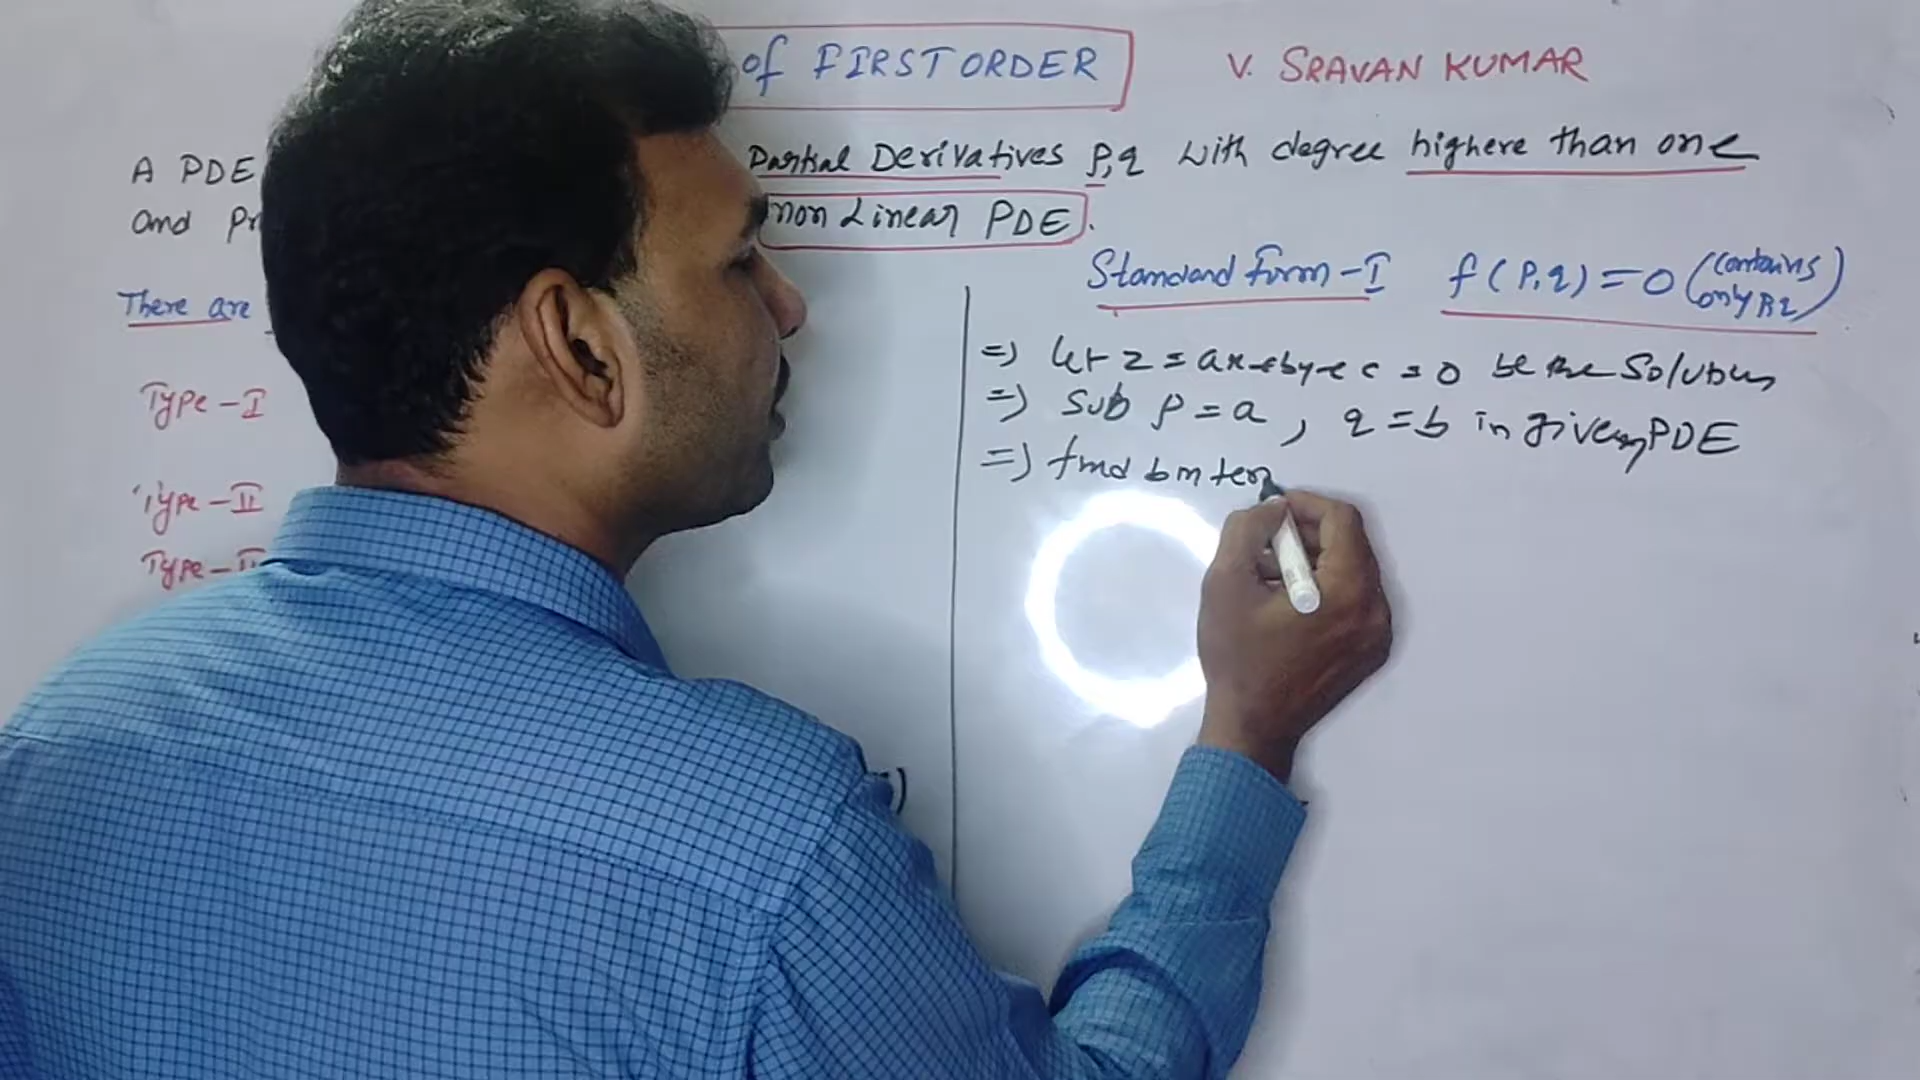 of FIRST ORDER
V. SRAVAN KUMAR
A PDE Partial Derivatives P,q with degree highere than one
and Pr non Linear PDE.
There are
Standard form - I f(P,q) = 0 (contains only P,q)
Type - I
Type - II
Type - II
=> let z = ax+by+c = 0 be the Solution
=> sub P = a, q = b in given PDE
=> find b in ter